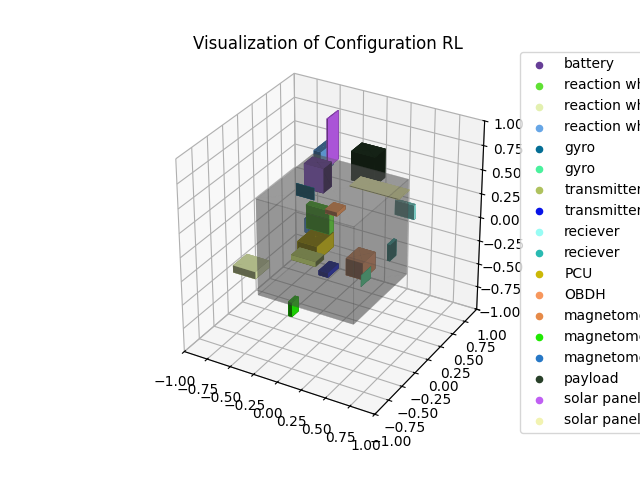 Visualization of Configuration RL
battery
reaction wh
reaction wh
reaction wh
gyro
gyro
transmitter
transmitter
reciever
reciever
PCU
OBDH
magnetome
magnetome
magnetome
payload
solar panel
solar panel
1.00
0.75
0.50
0.25
0.00
−0.25
−0.50
−0.75
−1.00
1.00
0.75
0.50
0.25
0.00
−0.25
−0.50
−0.75
−1.00
−1.00
−0.75
−0.50
−0.25
0.00
0.25
0.50
0.75
1.00